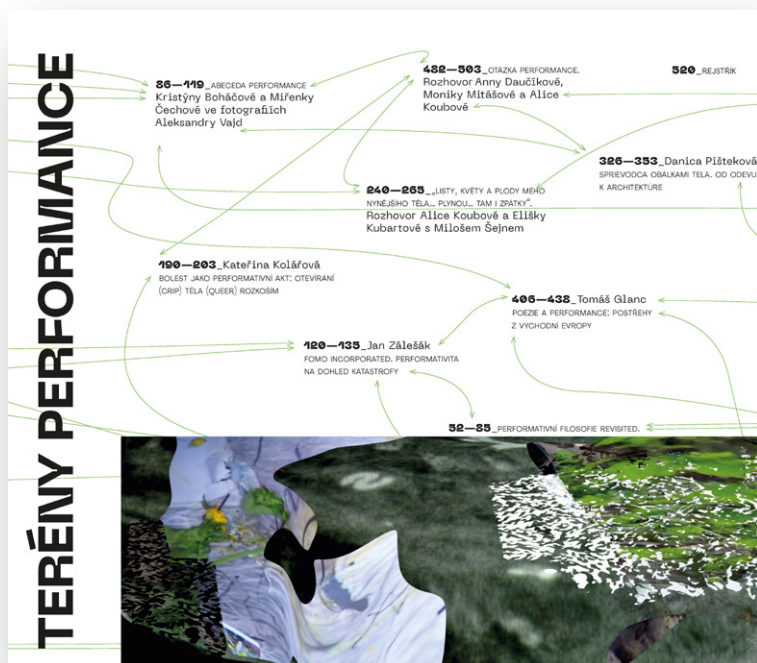 TERÉNY PERFORMANCE
86—119_ABECEDA PERFORMANCE
Kristýny Boháčové a Miřenky
Čechové ve fotografiích
Aleksandry Vajd
482—503_OTÁZKA PERFORMANCE.
Rozhovor Anny Daučíkové,
Moniky Mitášové a Alice
Koubové
520_REJSTŘÍK
326—353_Danica Pišteková
SPRIEVODCA OBALKAMI TELA. OD ODEVU
K ARCHITEKTÚRE
240—265_„LISTY, KVĚTY A PLODY MÉHO
NYNĚJŠÍHO TĚLA... PLYNOU... TAM I ZPÁTKY“.
Rozhovor Alice Koubové a Elišky
Kubartové s Milošem Šejnem
190—203_Kateřina Kolářová
BOLEST JAKO PERFORMATIVNÍ AKT: OTEVÍRÁNÍ
(CRIP) TĚLA (QUEER) ROZKOŠÍM
406—438_Tomáš Glanc
POEZIE A PERFORMANCE: POSTŘEHY
Z VÝCHODNÍ EVROPY
120—135_Jan Zálešák
FOMO INCORPORATED. PERFORMATIVITA
NA DOHLED KATASTROFY
52—85_PERFORMATIVNÍ FILOSOFIE REVISITED.